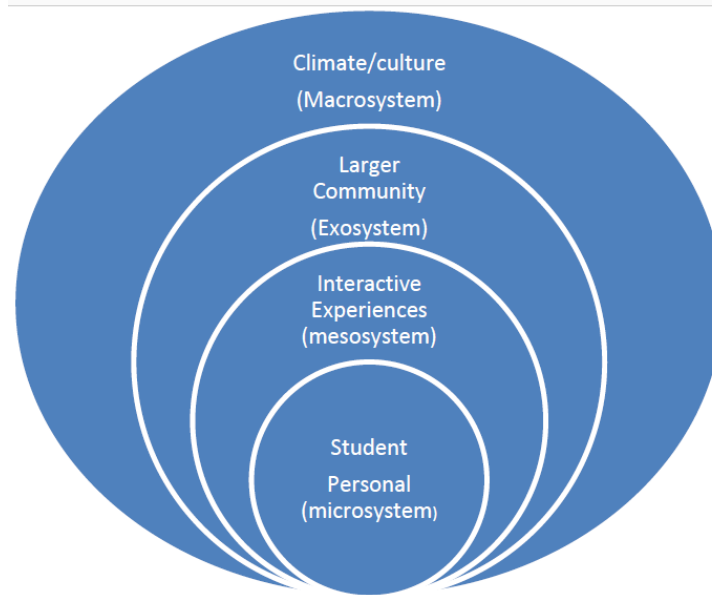 Climate/culture
(Macrosystem)
Larger
Community
(Exosystem)
Interactive
Experiences
(mesosystem)
Student
Personal
(microsystem)